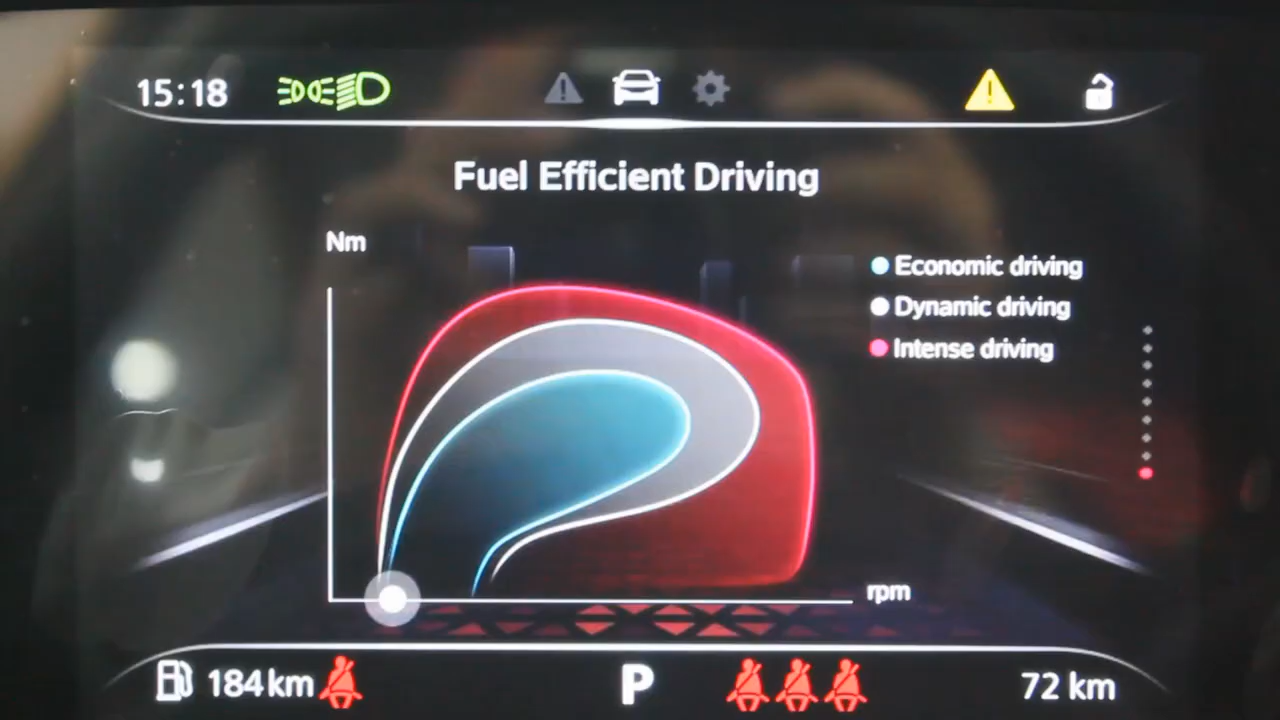 15:18
Fuel Efficient Driving
Nm
Economic driving
Dynamic driving
Intense driving
rpm
184 km
P
72 km